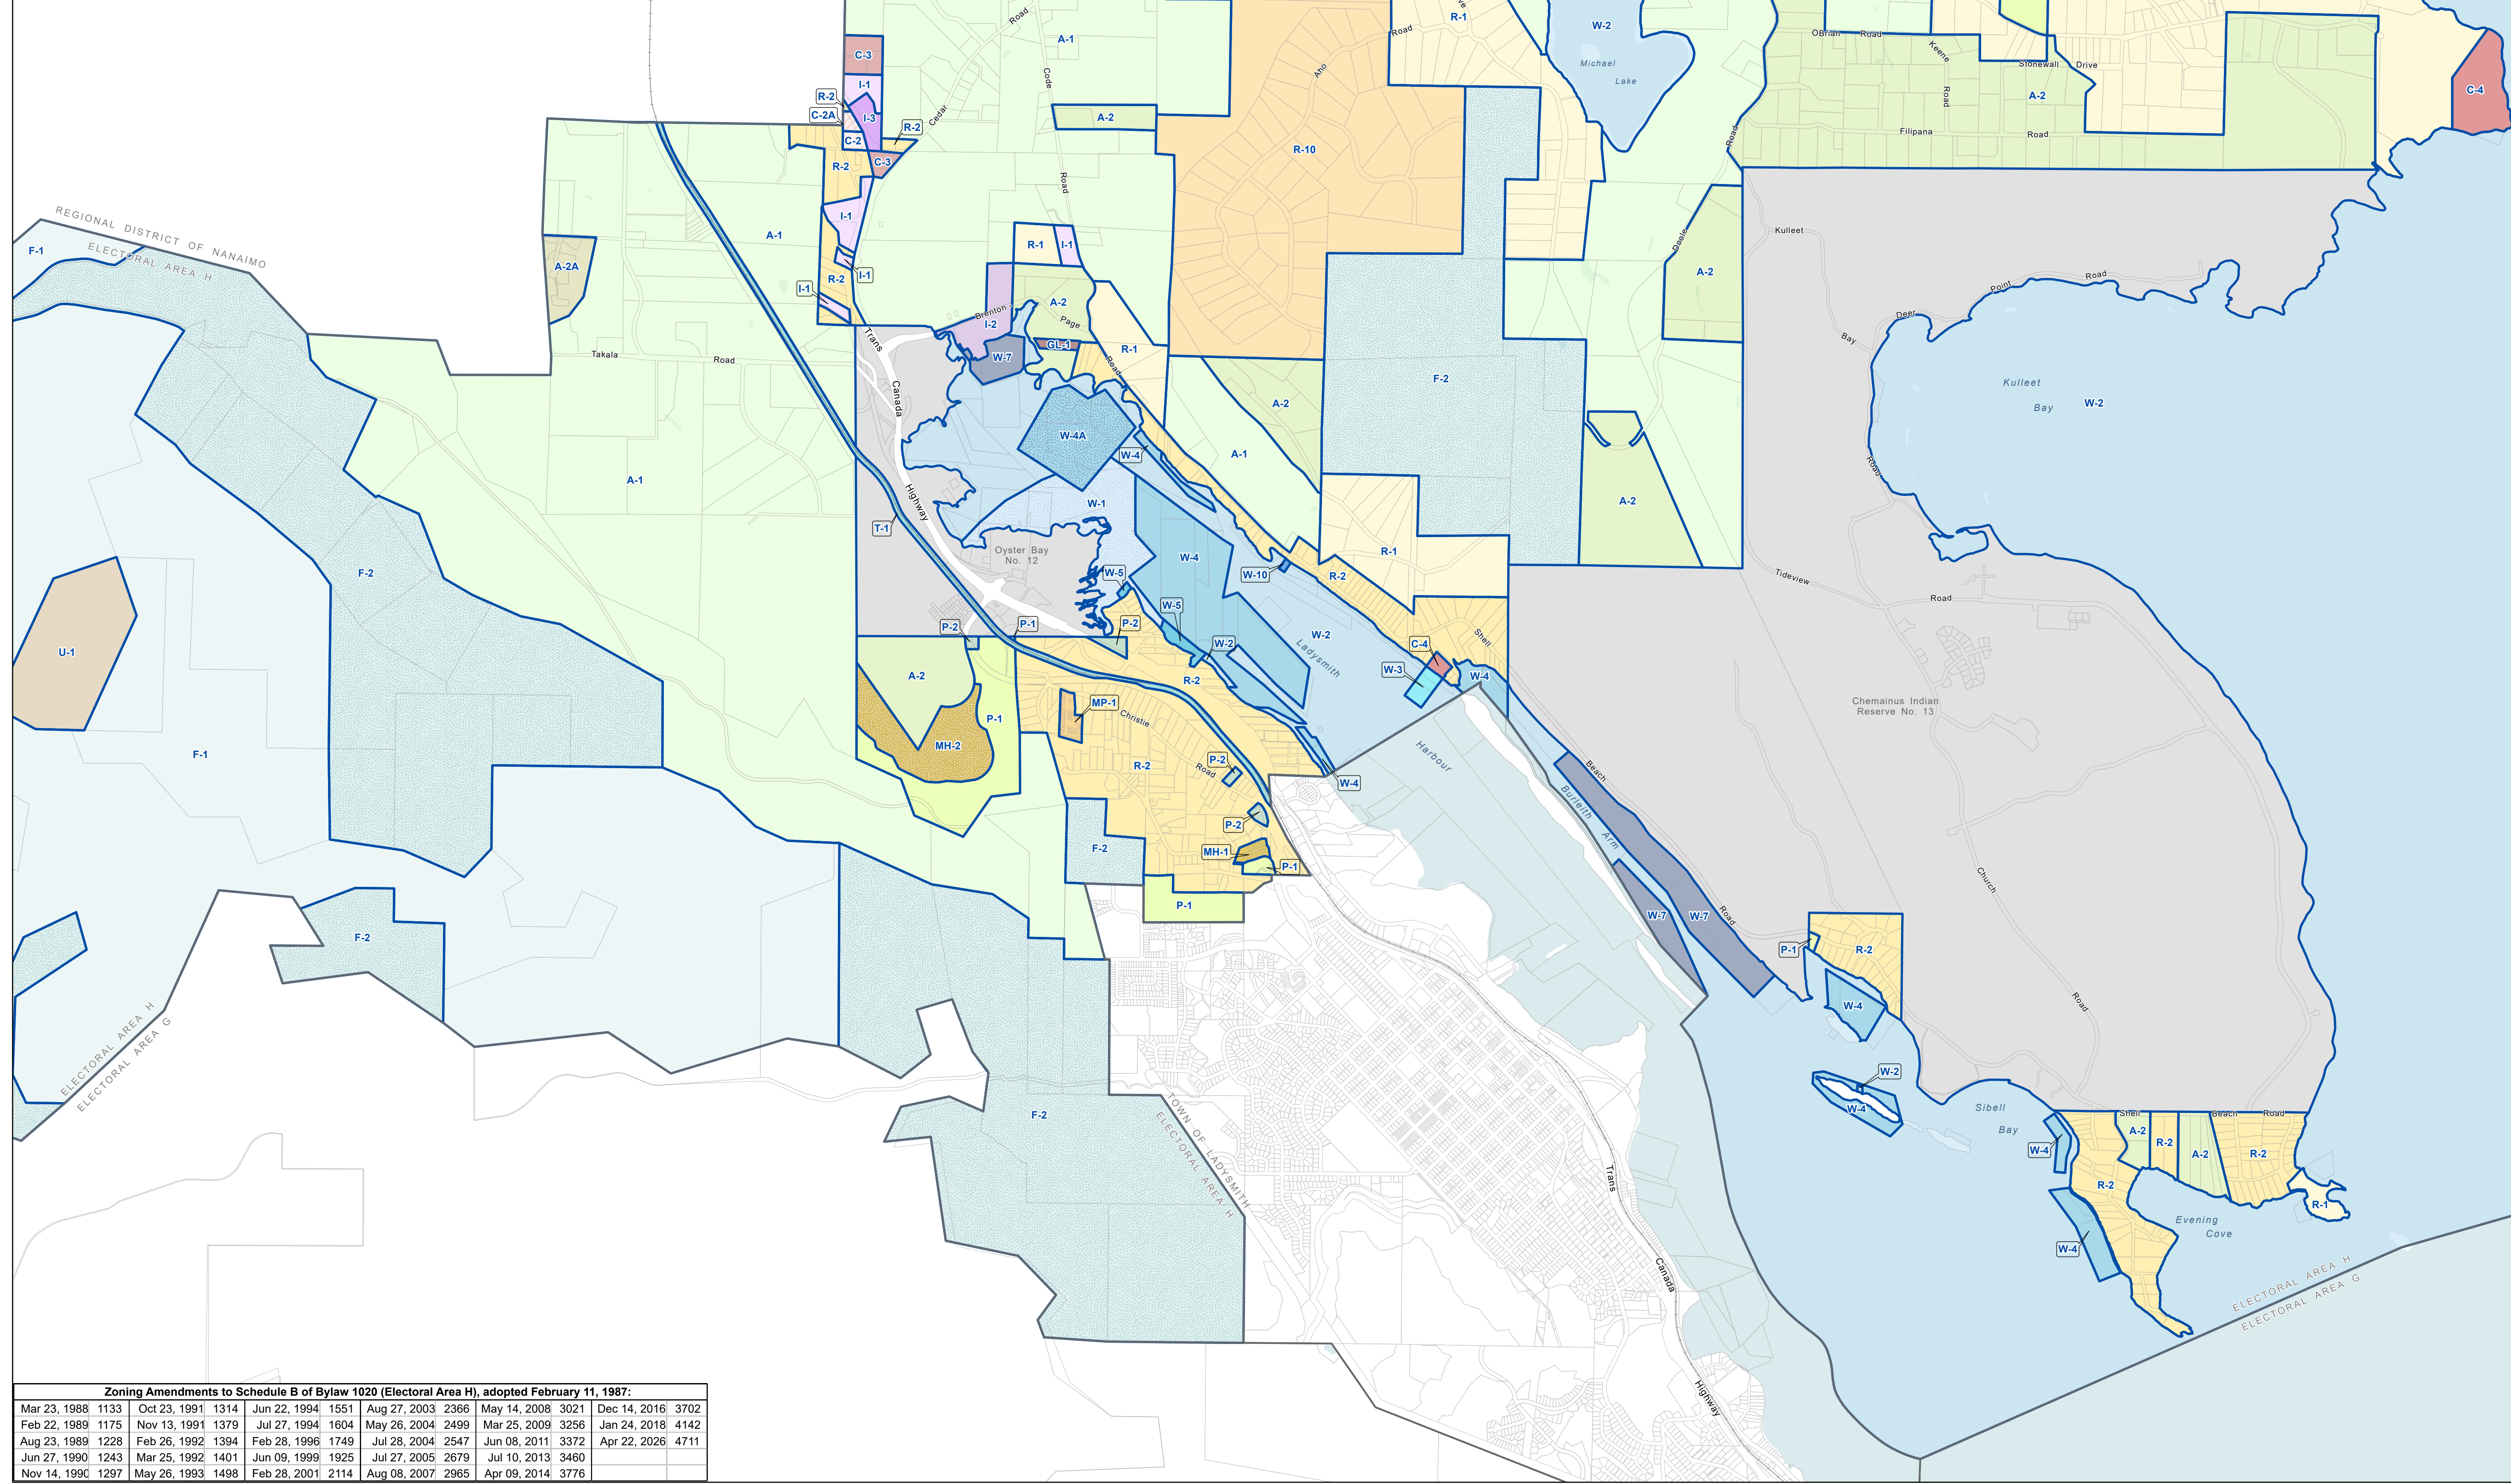 Road
R-1
W-2
A-1
OBrian Road
Keene
Road
C-3
Code
Aho
Road
Michael
Lake
Stonewall Drive
I-1
C-4
R-2
A-2
C-2A
I-3
Cedar
A-2
R-2
Filipana Road
C-2
R-10
Road
C-3
R-2
Road
REGIONAL DISTRICT OF NANAIMO
ELECTORAL AREA H
F-1
I-1
A-1
Kulleet
Deele
R-1
I-1
A-2A
I-1
A-2
R-2
Road
Point
I-1
A-2
Brenton
Deer
I-2
Page
Trans
Bay
GL-1
R-1
Takala Road
W-7
Road
F-2
Kulleet
Bay
W-2
Canada
A-2
W-4A
W-4
A-1
Road
A-1
A-2
Highway
W-1
T-1
Oyster Bay
No. 12
R-1
W-4
F-2
W-5
W-10
R-2
Tideview
Road
W-5
P-2
P-1
P-2
W-2
W-2
Shell
C-4
Ladysmith
U-1
W-3
A-2
R-2
W-4
MP-1
Chemainus Indian
Reserve No. 13
P-1
Christie
MH-2
F-1
Harbour
P-2
R-2
Road
Beach
W-4
Burleith
Arm
P-2
F-2
MH-1
P-1
Church
P-1
W-7
W-7
Road
F-2
P-1
R-2
Road
W-4
ELECTORAL AREA H
ELECTORAL AREA G
W-2
W-4
Sibell
Bay
F-2
TOWN OF LADYSMITH
ELECTORAL AREA H
Shell Beach Road
A-2
R-2
W-4
A-2
R-2
Trans
R-2
R-1
Evening
Cove
W-4
Canada
ELECTORAL AREA H
ELECTORAL AREA G
Highway
Zoning Amendments to Schedule B of Bylaw 1020 (Electoral Area H), adopted February 11, 1987:
Mar 23, 1988 1133 Oct 23, 1991 1314 Jun 22, 1994 1551 Aug 27, 2003 2366 May 14, 2008 3021 Dec 14, 2016 3702
Feb 22, 1989 1175 Nov 13, 1991 1379 Jul 27, 1994 1604 May 26, 2004 2499 Mar 25, 2009 3256 Jan 24, 2018 4142
Aug 23, 1989 1228 Feb 26, 1992 1394 Feb 28, 1996 1749 Jul 28, 2004 2547 Jun 08, 2011 3372 Apr 22, 2026 4711
Jun 27, 1990 1243 Mar 25, 1992 1401 Jun 09, 1999 1925 Jul 27, 2005 2679 Jul 10, 2013 3460
Nov 14, 1990 1297 May 26, 1993 1498 Feb 28, 2001 2114 Aug 08, 2007 2965 Apr 09, 2014 3776